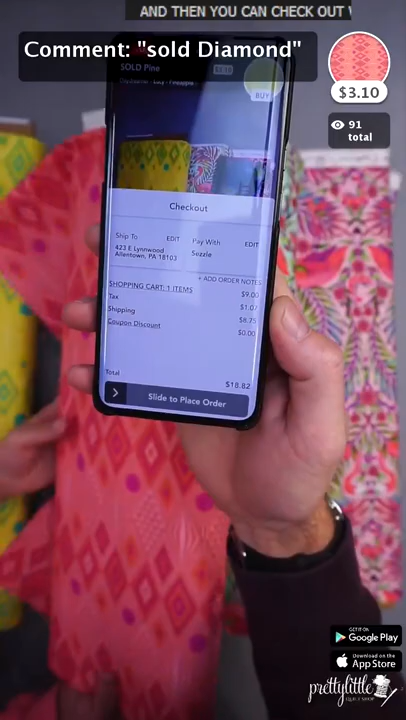 AND THEN YOU CAN CHECK OUT
Comment: "sold Diamond"
$3.10
91
total
SOLD Pine
BUY
Checkout
Ship To
EDIT
423 E Lynnwood
Allentown, PA 18103
Pay With
EDIT
Sezzle
+ ADD ORDER NOTES
SHOPPING CART: 1 ITEMS
$9.00
Tax
$1.07
Shipping
$8.75
Coupon Discount
$0.00
Total
$18.82
Slide to Place Order
GET IT ON
Google Play
Download on the
App Store
prettylittle